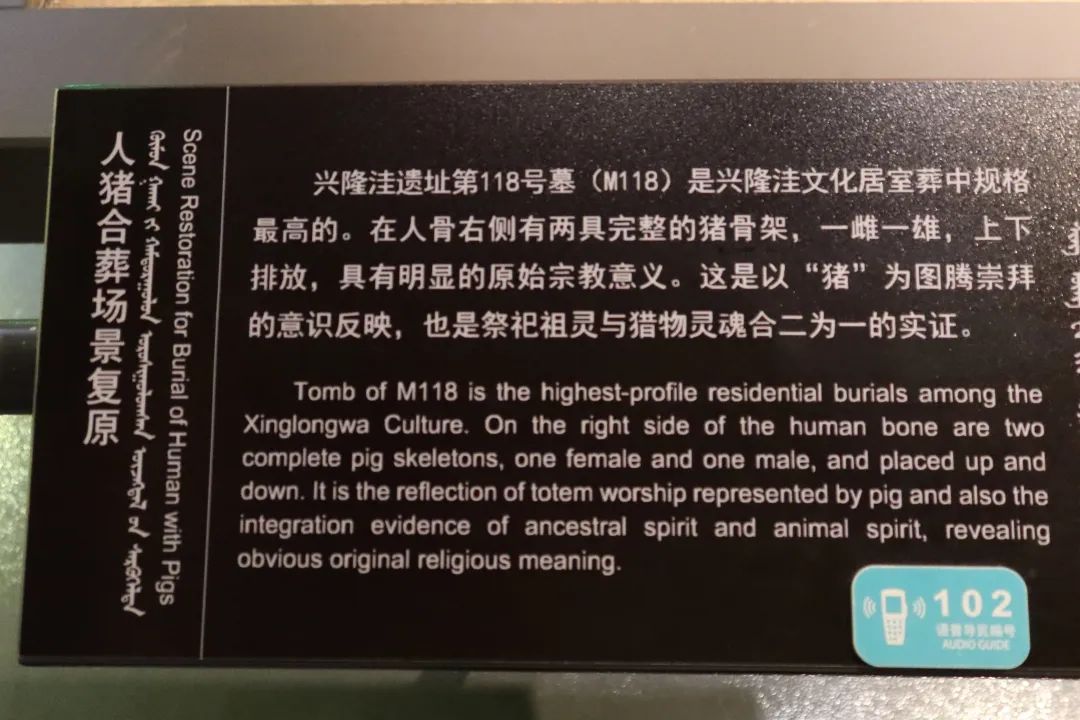 人猪合葬场景复原
Scene Restoration for Burial of Human with Pigs
兴隆洼遗址第118号墓（M118）是兴隆洼文化居室葬中规格
最高的。在人骨右侧有两具完整的猪骨架，一雌一雄，上下
排放，具有明显的原始宗教意义。这是以“猪”为图腾崇拜
的意识反映，也是祭祀祖灵与猎物灵魂合二为一的实证。
Tomb of M118 is the highest-profile residential burials among the
Xinglongwa Culture. On the right side of the human bone are two
complete pig skeletons, one female and one male, and placed up and
down. It is the reflection of totem worship represented by pig and also the
integration evidence of ancestral spirit and animal spirit, revealing
obvious original religious meaning.
102
语音导览编号
AUDIO GUIDE